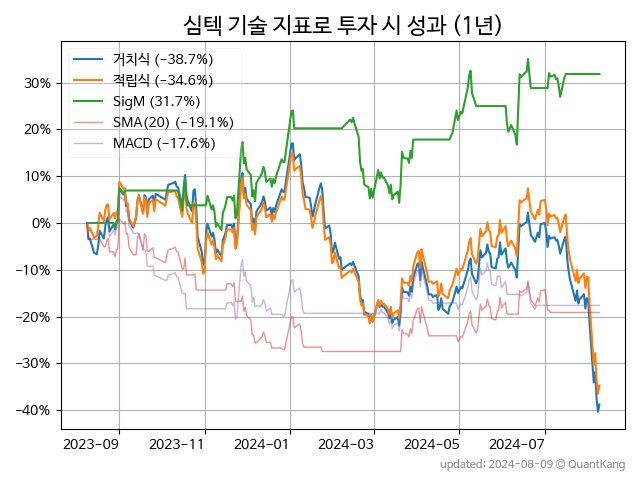 심텍 기술 지표로 투자 시 성과 (1년)
거치식 (−38.7%)
적립식 (−34.6%)
SigM (31.7%)
SMA(20) (−19.1%)
MACD (−17.6%)
30%
20%
10%
0%
−10%
−20%
−30%
−40%
2023-09 2023-11 2024-01 2024-03 2024-05 2024-07
updated: 2024-08-09 © QuantKang